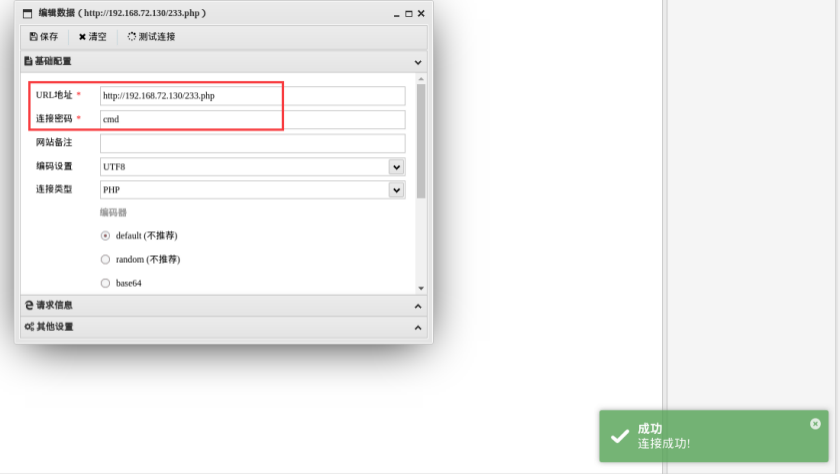 编辑数据 ( http://192.168.72.130/233.php )
保存 清空 测试连接
基础配置
URL地址 * http://192.168.72.130/233.php
连接密码 * cmd
网站备注
编码设置 UTF8
连接类型 PHP
编码器
default (不推荐)
random (不推荐)
base64
请求信息
其他设置
成功
连接成功!